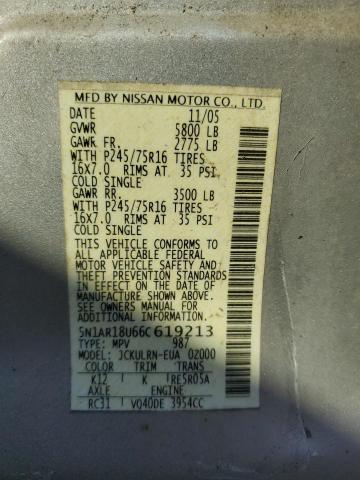 MFD BY NISSAN MOTOR CO., LTD.
DATE 11/05
GVWR 5800 LB
GAWR FR. 2775 LB
WITH P245/75R16 TIRES
16X7.0 RIMS AT 35 PSI
COLD SINGLE
GAWR RR. 3500 LB
WITH P245/75R16 TIRES
16X7.0 RIMS AT 35 PSI
COLD SINGLE
THIS VEHICLE CONFORMS TO
ALL APPLICABLE FEDERAL
MOTOR VEHICLE SAFETY AND
THEFT PREVENTION STANDARDS
IN EFFECT ON THE DATE OF
MANUFACTURE SHOWN ABOVE.
SEE OWNERS MANUAL FOR
ADDITIONAL INFORMATION
5N1AR18U66C619213
TYPE: MPV 987
MODEL: JCKULRN-EUA 02000
COLOR TRIM TRANS
K12 K RE5R05A
AXLE ENGINE
RC31 VQ40DE 3954CC